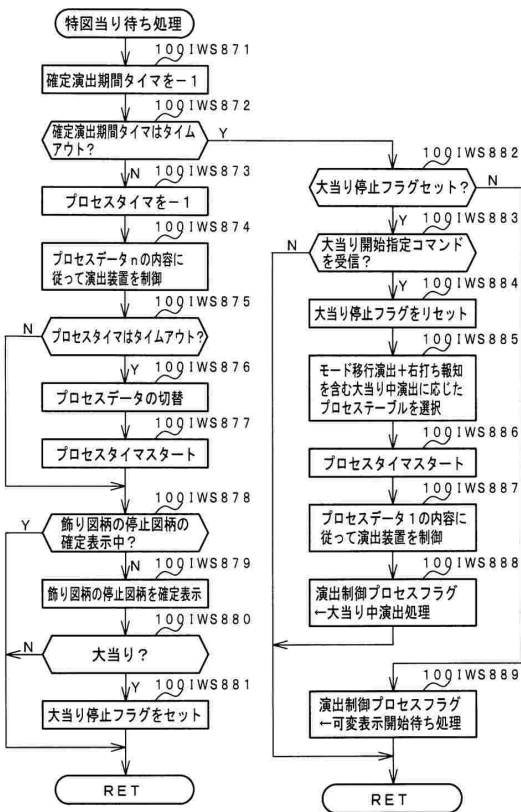 特図当り待ち処理
100IWS871
確定演出期間タイマを－１
100IWS872
確定演出期間タイマはタイム
アウト？
Y
N
100IWS873
プロセスタイマを－１
100IWS874
プロセスデータｎの内容に
従って演出装置を制御
100IWS875
N
プロセスタイマはタイムアウト？
Y
100IWS876
プロセスデータの切替
100IWS877
プロセスタイマスタート
100IWS878
Y
飾り図柄の停止図柄の
確定表示中？
N
100IWS879
飾り図柄の停止図柄を確定表示
100IWS880
N
大当り？
Y
100IWS881
大当り停止フラグをセット
RET
100IWS882
大当り停止フラグセット？
N
Y
100IWS883
N
大当り開始指定コマンド
を受信？
Y
100IWS884
大当り停止フラグをリセット
100IWS885
モード移行演出＋右打ち報知
を含む大当り中演出に応じた
プロセステーブルを選択
100IWS886
プロセスタイマスタート
100IWS887
プロセスデータ１の内容に
従って演出装置を制御
100IWS888
演出制御プロセスフラグ
←大当り中演出処理
100IWS889
演出制御プロセスフラグ
←可変表示開始待ち処理
RET